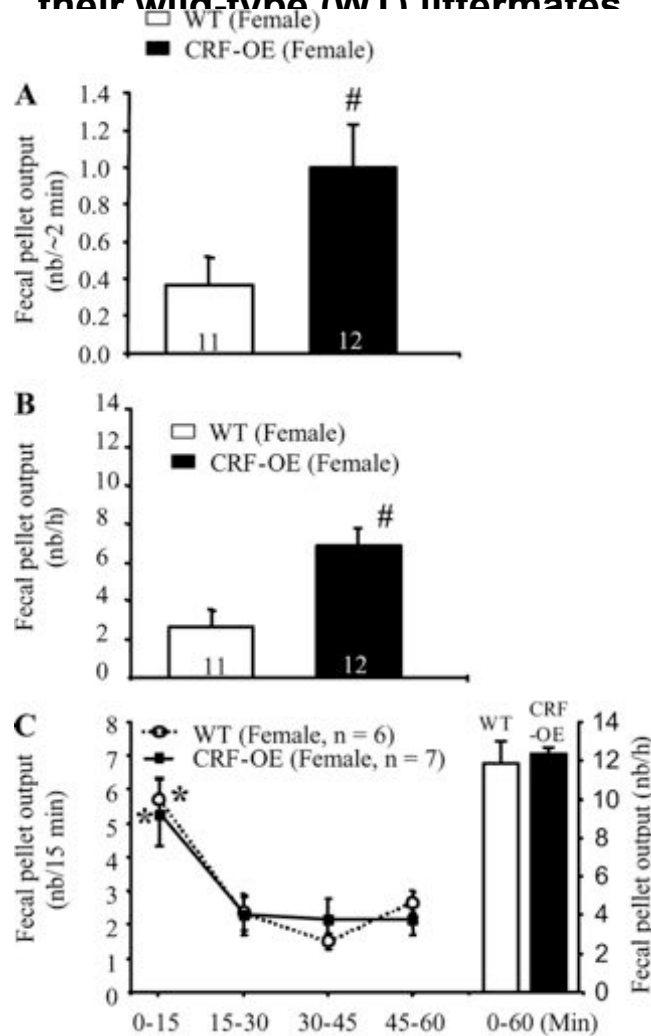 their wild-type (WT) littermates
WT (Female)
CRF-OE (Female)
A
Fecal pellet output
(nb/~2 min)
1.4
1.2
1.0
0.8
0.6
0.4
0.2
0.0
#
11
12
B
Fecal pellet output
(nb/h)
14
12
10
8
6
4
2
0
WT (Female)
CRF-OE (Female)
#
11
12
C
Fecal pellet output
(nb/15 min)
8
7
6
5
4
3
2
1
0
WT (Female, n = 6)
CRF-OE (Female, n = 7)
*
*
WT
CRF
-OE
14
12
10
8
6
4
2
0
Fecal pellet output (nb/h)
0-15 15-30 30-45 45-60 0-60 (Min)